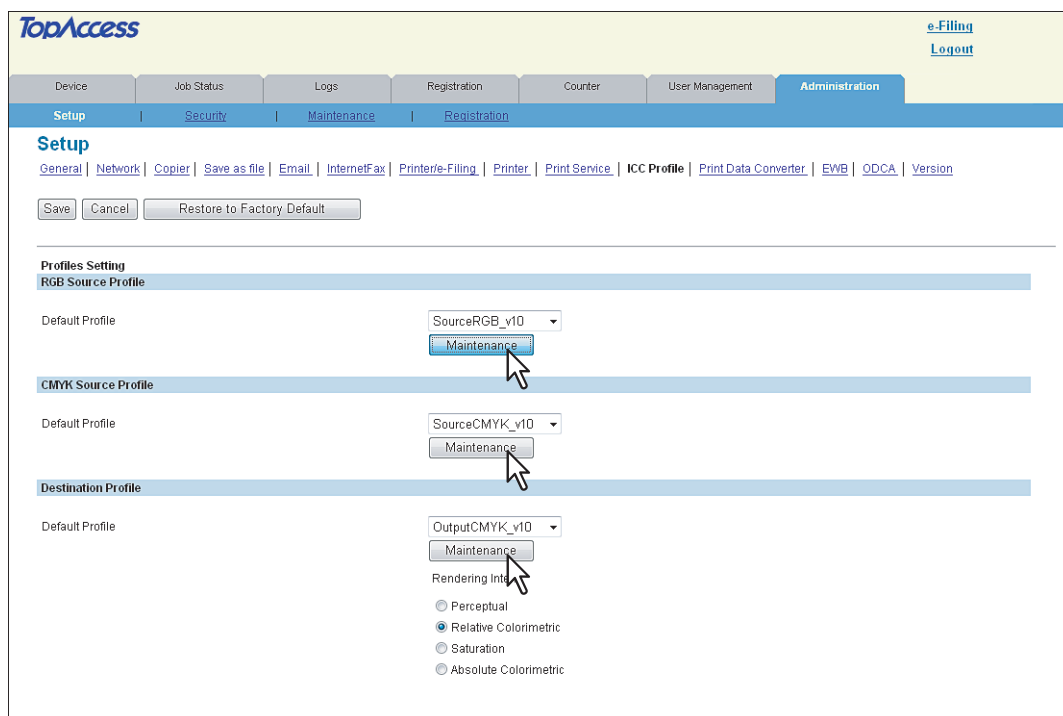 TopAccess
e-Filing
Logout
Device Job Status Logs Registration Counter User Management Administration
Setup | Security | Maintenance | Registration
Setup
General | Network | Copier | Save as file | Email | InternetFax | Printer/e-Filing | Printer | Print Service | ICC Profile | Print Data Converter | EWB | ODCA | Version
Save Cancel Restore to Factory Default
Profiles Setting
RGB Source Profile
Default Profile SourceRGB_v10
Maintenance
CMYK Source Profile
Default Profile SourceCMYK_v10
Maintenance
Destination Profile
Default Profile OutputCMYK_v10
Maintenance
Rendering
Perceptual
Relative Colorimetric
Saturation
Absolute Colorimetric